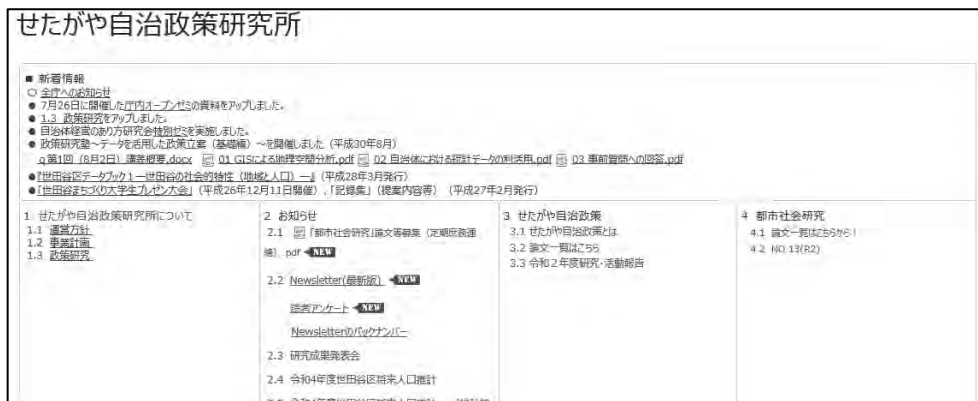 せたがや自治政策研究所
■ 新着情報
○ 全庁へのお知らせ
● 7月26日に開催した庁内オープンゼミの資料をアップしました。
● 1.3 政策研究をアップしました。
● 自治体経営のあり方研究会特別ゼミを実施しました。
● 政策研究塾~データを活用した政策立案(基礎編)~を開催しました(平成30年8月)
q 第1回(8月2日)講義概要.docx 01 GISによる地理空間分析.pdf 02 自治体における統計データの利活用.pdf 03 事前質問への回答.pdf
●『世田谷区データブック1―世田谷の社会的特性(地域と人口)―』(平成28年3月発行)
●「世田谷まちづくり大学生プレゼン大会」(平成26年12月11日開催)、「記録集」(提案内容等)(平成27年2月発行)
1 せたがや自治政策研究所について
1.1 運営方針
1.2 事業計画
1.3 政策研究
2 お知らせ
2.1 「都市社会研究」論文等募集(定期庶務連
絡).pdf NEW
2.2 Newsletter(最新版) NEW
読者アンケート NEW
Newsletterのバックナンバー
2.3 研究成果発表会
2.4 令和4年度世田谷区将来人口推計
3 せたがや自治政策
3.1 せたがや自治政策とは
3.2 論文一覧はこちら
3.3 令和2年度研究・活動報告
4 都市社会研究
4.1 論文一覧はこちらから!
4.2 NO.13(R2)